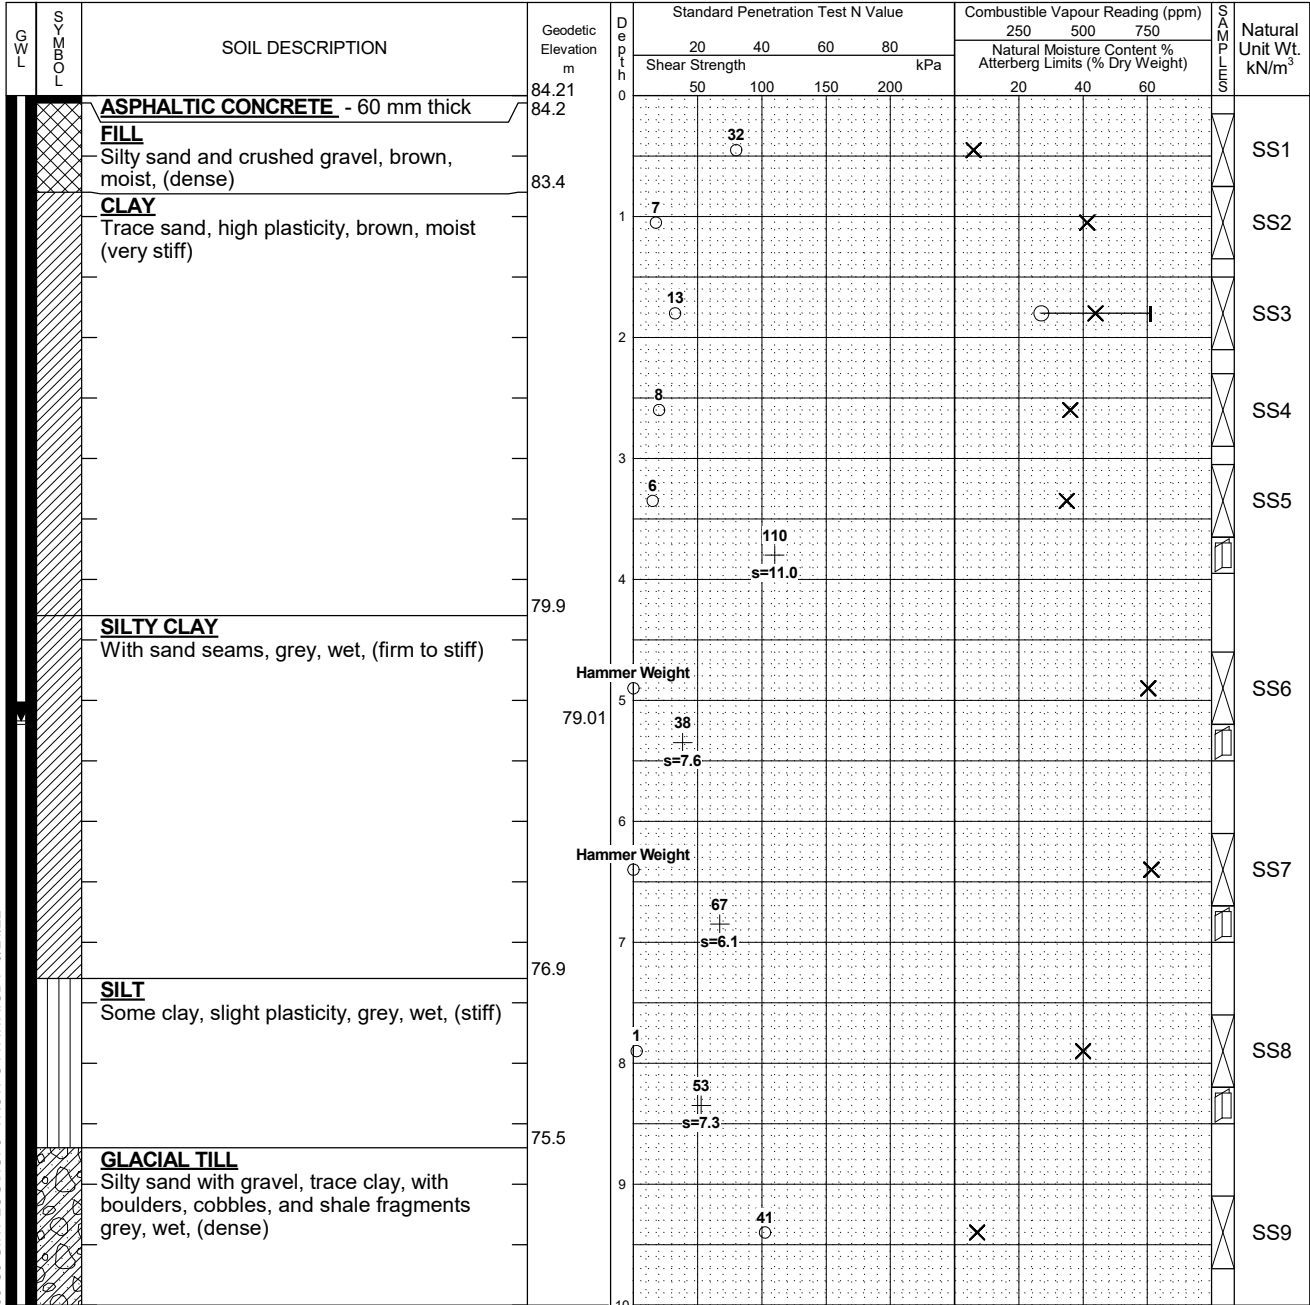 GWL
SYMBOL
SOIL DESCRIPTION
Geodetic
Elevation
m
Depth
Standard Penetration Test N Value
20 40 60 80
Shear Strength kPa
50 100 150 200
Combustible Vapour Reading (ppm)
250 500 750
Natural Moisture Content %
Atterberg Limits (% Dry Weight)
20 40 60
SAMPLES
Natural
Unit Wt.
kN/m³
84.21
0
ASPHALTIC CONCRETE - 60 mm thick
84.2
FILL
32
Silty sand and crushed gravel, brown,
SS1
moist, (dense)
83.4
CLAY
7
1
Trace sand, high plasticity, brown, moist
SS2
(very stiff)
13
SS3
2
8
SS4
3
6
SS5
110
s=11.0
4
79.9
SILTY CLAY
With sand seams, grey, wet, (firm to stiff)
Hammer Weight
SS6
5
79.01
38
s=7.6
6
Hammer Weight
SS7
67
s=6.1
7
76.9
SILT
Some clay, slight plasticity, grey, wet, (stiff)
1
SS8
8
53
s=7.3
75.5
GLACIAL TILL
Silty sand with gravel, trace clay, with
9
boulders, cobbles, and shale fragments
41
grey, wet, (dense)
SS9
10